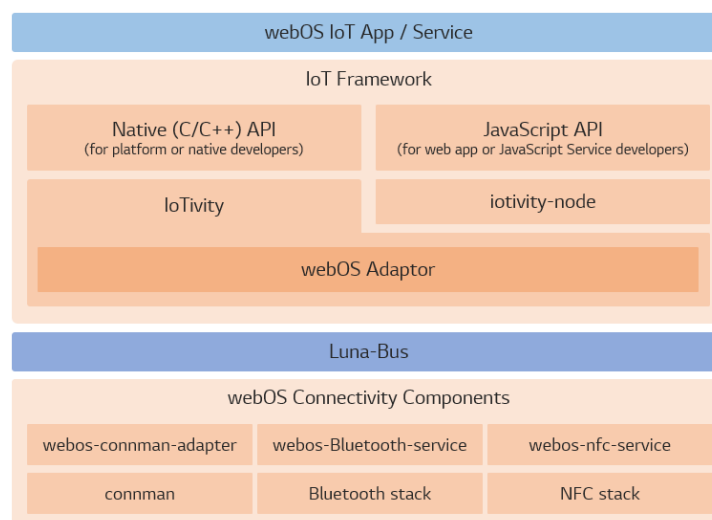 webOS IoT App / Service
IoT Framework
Native (C/C++) API
(for platform or native developers)
JavaScript API
(for web app or JavaScript Service developers)
IoTivity
iotivity-node
webOS Adaptor
Luna-Bus
webOS Connectivity Components
webos-connman-adapter
webos-Bluetooth-service
webos-nfc-service
connman
Bluetooth stack
NFC stack